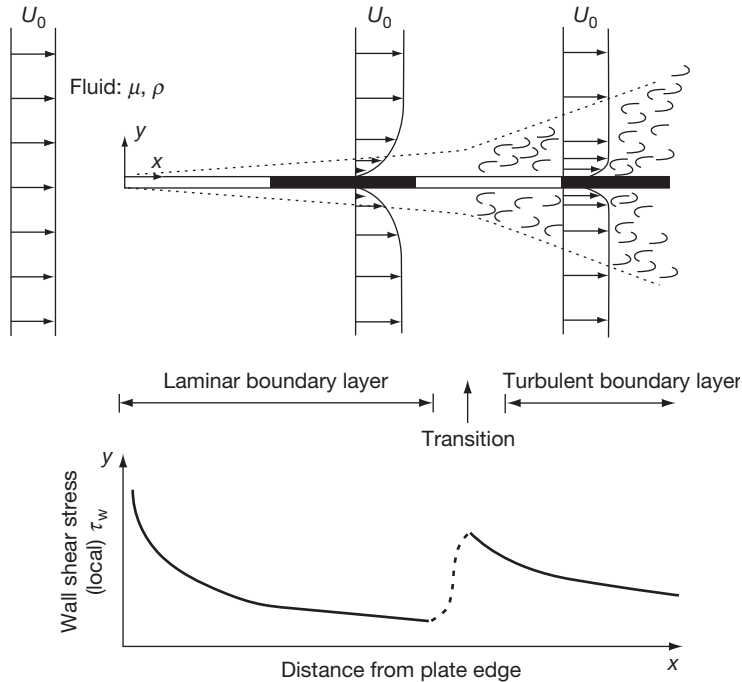 U₀ U₀ U₀
Fluid: μ, ρ
y
x
Laminar boundary layer
Turbulent boundary layer
Transition
y
Wall shear stress
(local) τw
x
Distance from plate edge